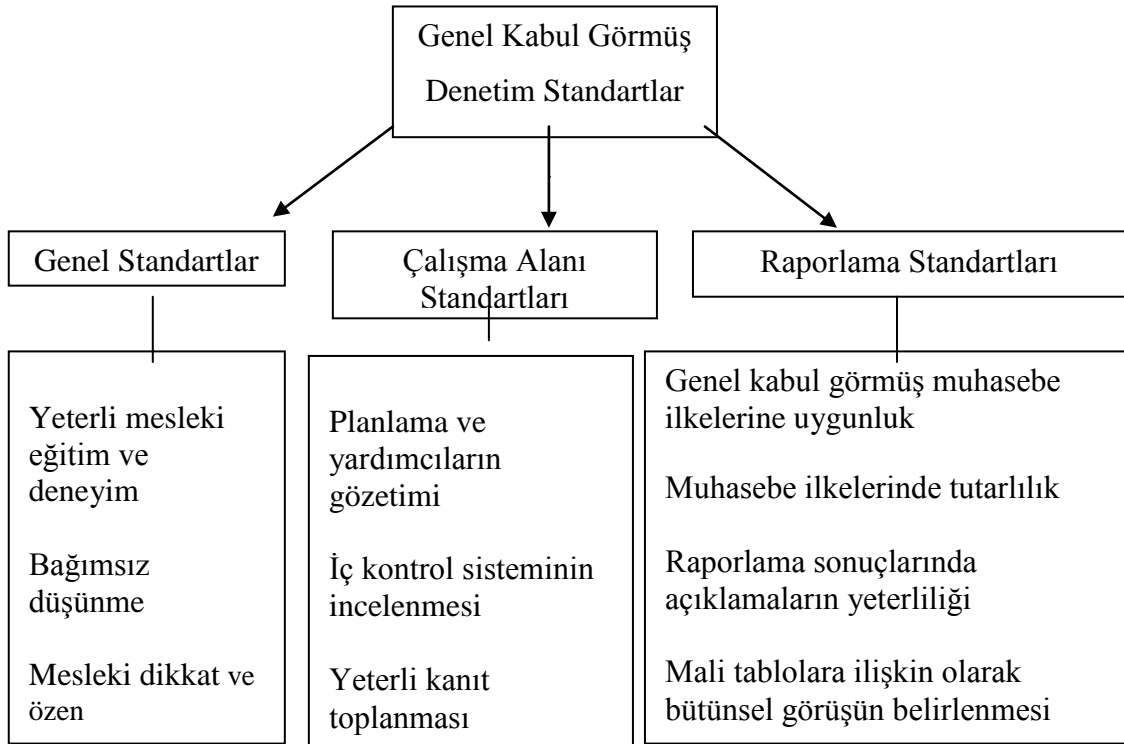 Genel Kabul Görmüş
Denetim Standartlar
Genel Standartlar
Çalışma Alanı
Standartları
Raporlama Standartları
Yeterli mesleki
eğitim ve
deneyim
Bağımsız
düşünme
Mesleki dikkat ve
özen
Planlama ve
yardımcıların
gözetimi
İç kontrol sisteminin
incelenmesi
Yeterli kanıt
toplanması
Genel kabul görmüş muhasebe
ilkelerine uygunluk
Muhasebe ilkelerinde tutarlılık
Raporlama sonuçlarında
açıklamaların yeterliliği
Mali tablolara ilişkin olarak
bütünsel görüşün belirlenmesi